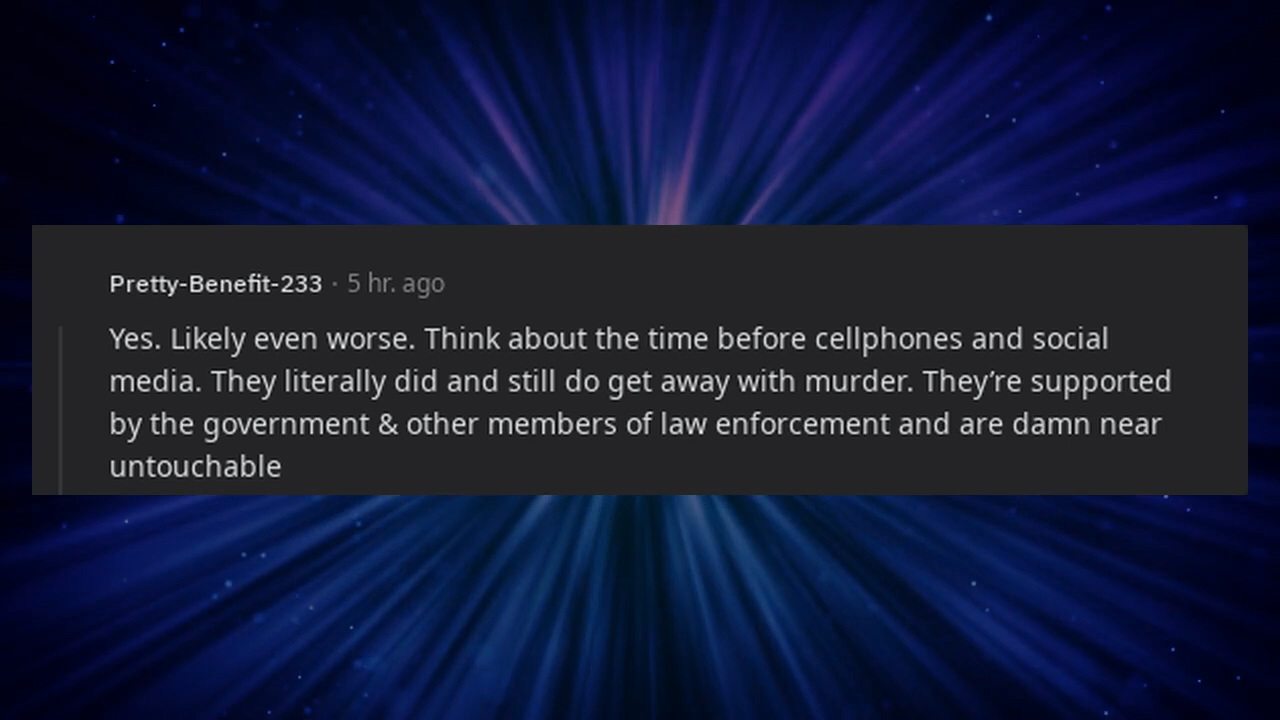 Pretty-Benefit-233 · 5 hr. ago
Yes. Likely even worse. Think about the time before cellphones and social
media. They literally did and still do get away with murder. They’re supported
by the government & other members of law enforcement and are damn near
untouchable